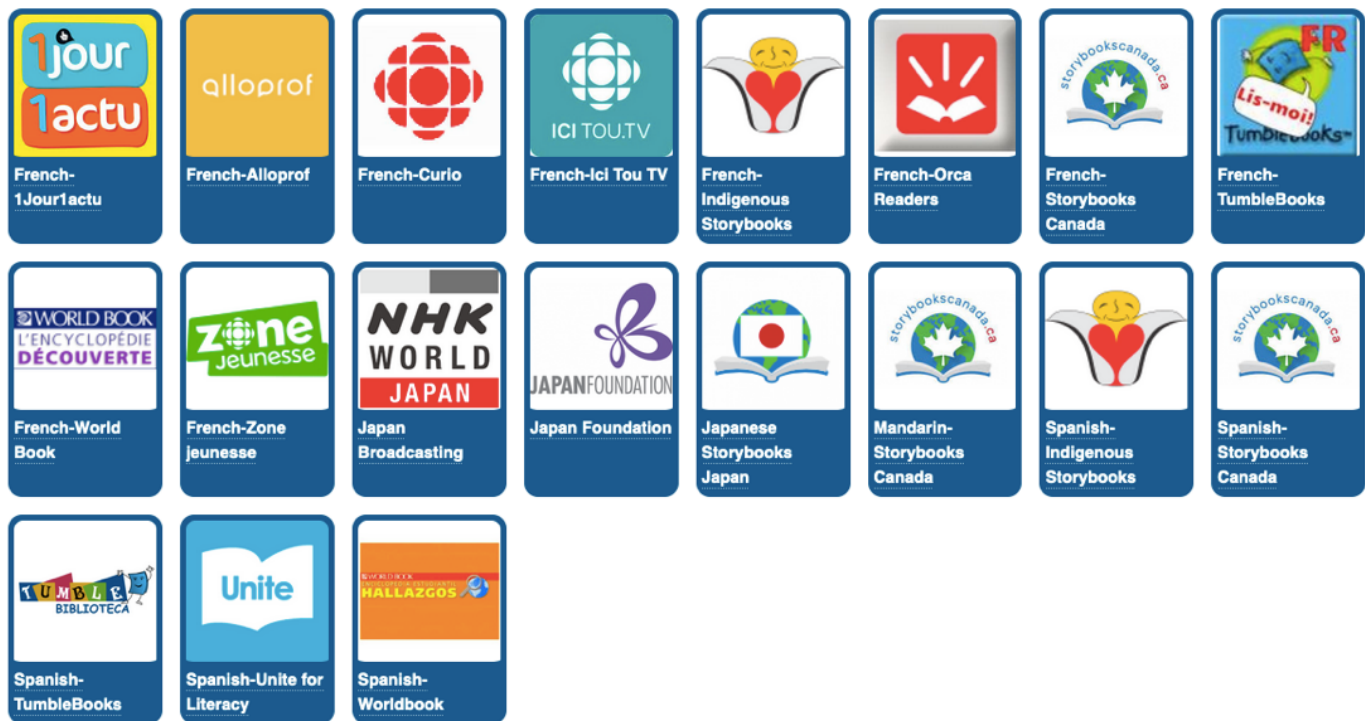 1jour
1actu
French-
1Jour1actu
alloprof
French-Alloprof
French-Curio
ICI TOU.TV
French-Ici Tou TV
French-
Indigenous
Storybooks
French-Orca
Readers
storybookscanada.ca
French-
Storybooks
Canada
FR
Lis-moi!
TumbleBooks™
French-
TumbleBooks
WORLD BOOK
L'ENCYCLOPÉDIE
DÉCOUVERTE
French-World
Book
zone
jeunesse
French-Zone
jeunesse
NHK
WORLD
JAPAN
Japan
Broadcasting
JAPANFOUNDATION
Japan Foundation
Japanese
Storybooks
Japan
storybookscanada.ca
Mandarin-
Storybooks
Canada
Spanish-
Indigenous
Storybooks
storybookscanada.ca
Spanish-
Storybooks
Canada
TUMBLE
BIBLIOTECA
Spanish-
TumbleBooks
Unite
Spanish-Unite for
Literacy
WORLD BOOK
ENCICLOPEDIA ESTUDIANTIL
HALLAZGOS
Spanish-
Worldbook